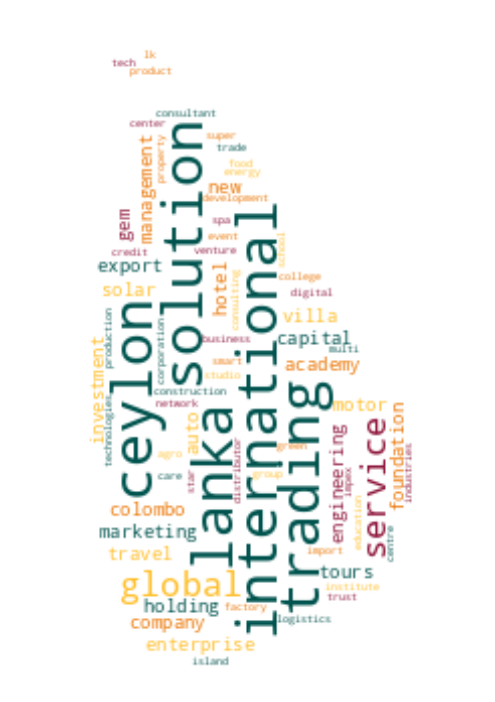 lk
tech
product
consultant
center
super
solution
trade
management
property
food
energy
new
development
international
gem
spa
event
school
credit
venture
export
hotel
consulting
college
solar
digital
ceylon
villa
production
corporation
business
capital
multi
investment
smart
academy
studio
trading
construction
network
lanka
motor
technologies
auto
foundation
service
engineering
distributor
green
industries
agro
group
impex
star
care
education
colombo
marketing
centre
travel
import
tours
global
institute
trust
holding
factory
company
logistics
enterprise
island